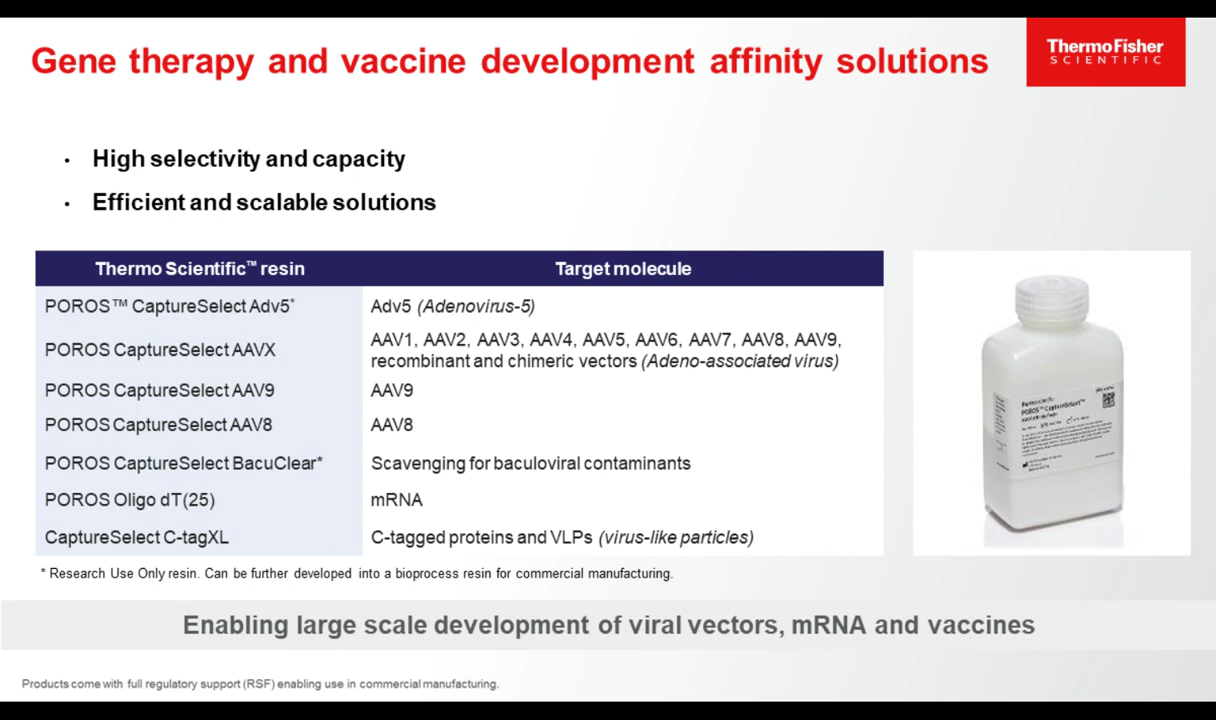 Gene therapy and vaccine development affinity solutions
ThermoFisher
SCIENTIFIC
• High selectivity and capacity
• Efficient and scalable solutions
Thermo Scientific™ resin Target molecule
POROS™ CaptureSelect Adv5* Adv5 (Adenovirus-5)
POROS CaptureSelect AAVX AAV1, AAV2, AAV3, AAV4, AAV5, AAV6, AAV7, AAV8, AAV9,
recombinant and chimeric vectors (Adeno-associated virus)
POROS CaptureSelect AAV9 AAV9
POROS CaptureSelect AAV8 AAV8
POROS CaptureSelect BacuClear* Scavenging for baculoviral contaminants
POROS Oligo dT(25) mRNA
CaptureSelect C-tagXL C-tagged proteins and VLPs (virus-like particles)
POROS™ CaptureSelect™
* Research Use Only resin. Can be further developed into a bioprocess resin for commercial manufacturing.
Enabling large scale development of viral vectors, mRNA and vaccines
Products come with full regulatory support (RSF) enabling use in commercial manufacturing.